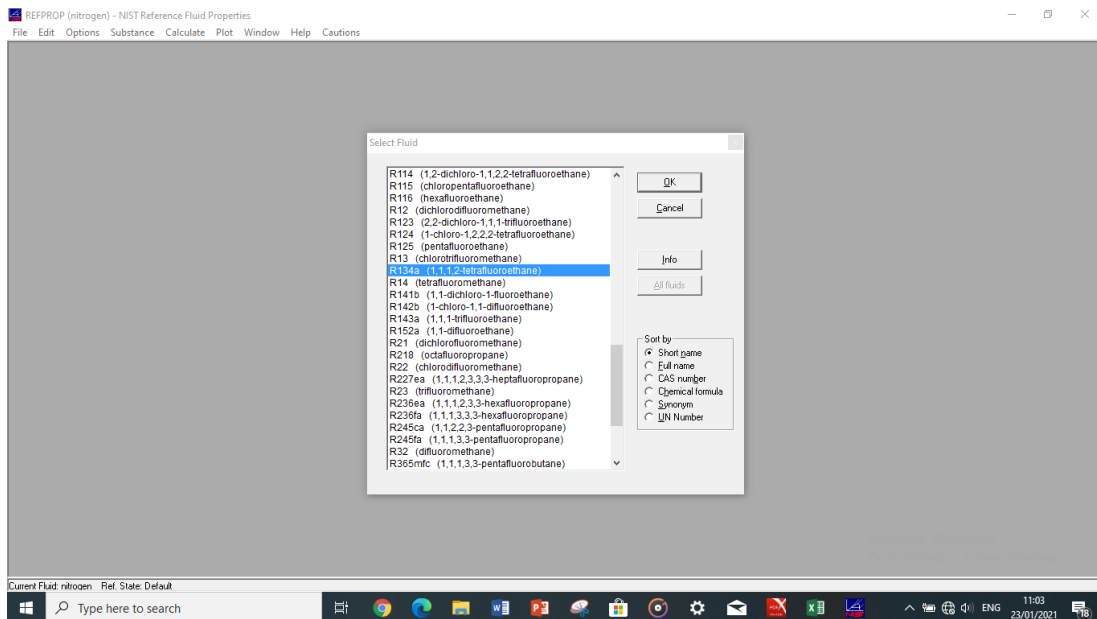 REFPROP (nitrogen) - NIST Reference Fluid Properties
File Edit Options Substance Calculate Plot Window Help Cautions
Select Fluid
R114 (1,2-dichloro-1,1,2,2-tetrafluoroethane)
R115 (chloropentafluoroethane)
R116 (hexafluoroethane)
R12 (dichlorodifluoromethane)
R123 (2,2-dichloro-1,1,1-trifluoroethane)
R124 (1-chloro-1,2,2,2-tetrafluoroethane)
R125 (pentafluoroethane)
R13 (chlorotrifluoromethane)
R134a (1,1,1,2-tetrafluoroethane)
R14 (tetrafluoromethane)
R141b (1,1-dichloro-1-fluoroethane)
R142b (1-chloro-1,1-difluoroethane)
R143a (1,1,1-trifluoroethane)
R152a (1,1-difluoroethane)
R21 (dichlorofluoromethane)
R218 (octafluoropropane)
R22 (chlorodifluoromethane)
R227ea (1,1,1,2,3,3,3-heptafluoropropane)
R23 (trifluoromethane)
R236ea (1,1,1,2,3,3-hexafluoropropane)
R236fa (1,1,1,3,3,3-hexafluoropropane)
R245ca (1,1,2,2,3-pentafluoropropane)
R245fa (1,1,1,3,3-pentafluoropropane)
R32 (difluoromethane)
R365mfc (1,1,1,3,3-pentafluorobutane)
OK
Cancel
Info
All fluids
Sort by
Short name
Full name
CAS number
Chemical formula
Synonym
UN Number
Current Fluid: nitrogen Ref. State: Default
Type here to search
ENG
11:03
23/01/2021
18